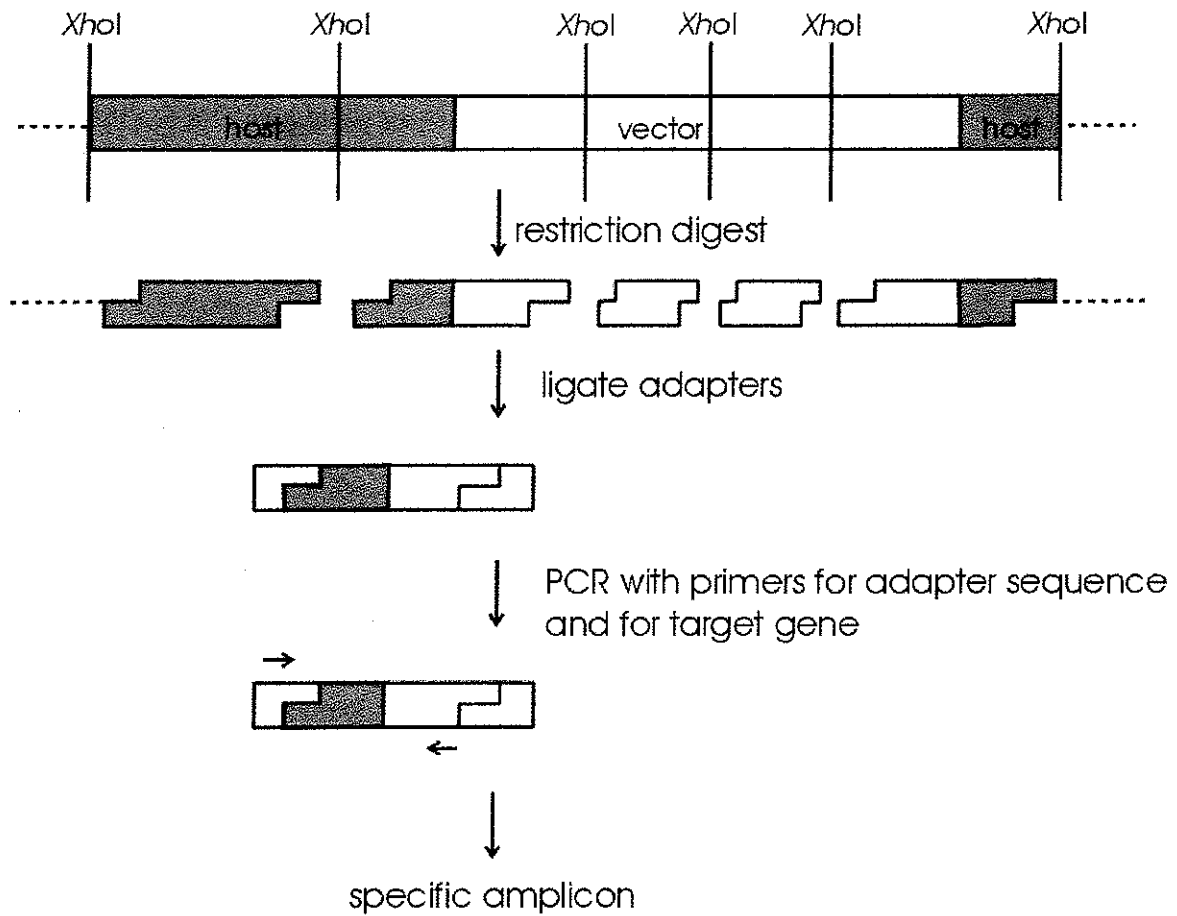 XhoI XhoI XhoI XhoI XhoI XhoI
host vector host
restriction digest
ligate adapters
PCR with primers for adapter sequence
and for target gene
specific amplicon